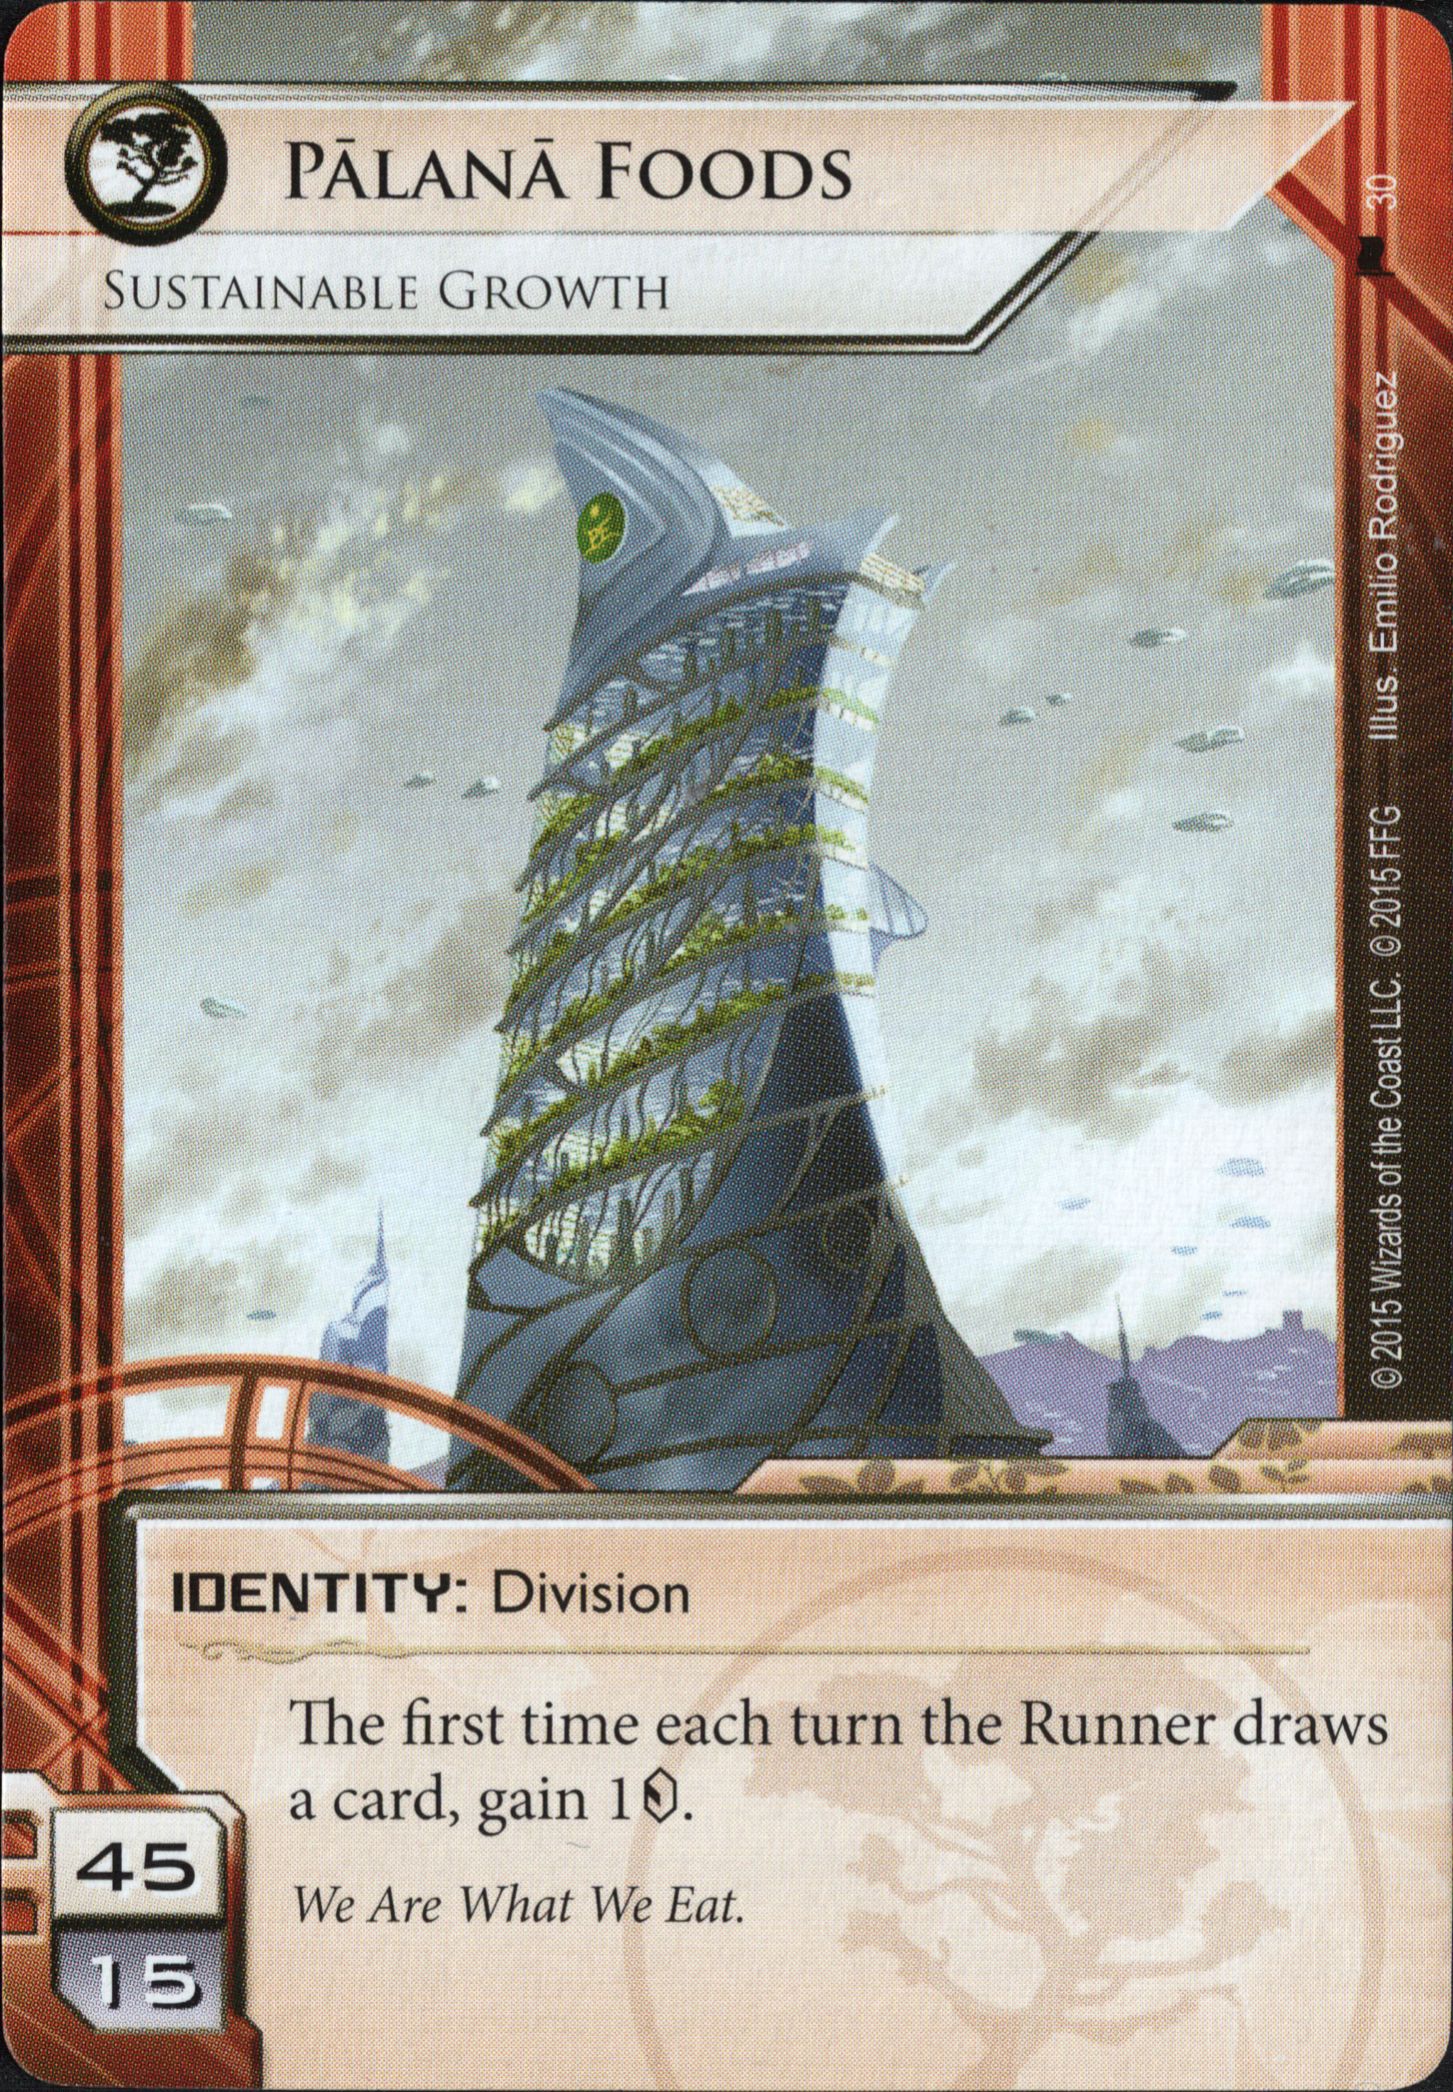 PĀLANĀ FOODS
SUSTAINABLE GROWTH
30
Illus. Emilio Rodriguez
© 2015 Wizards of the Coast LLC. © 2015 FFG
PF
IDENTITY: Division
The first time each turn the Runner draws
a card, gain 1.
We Are What We Eat.
45
15